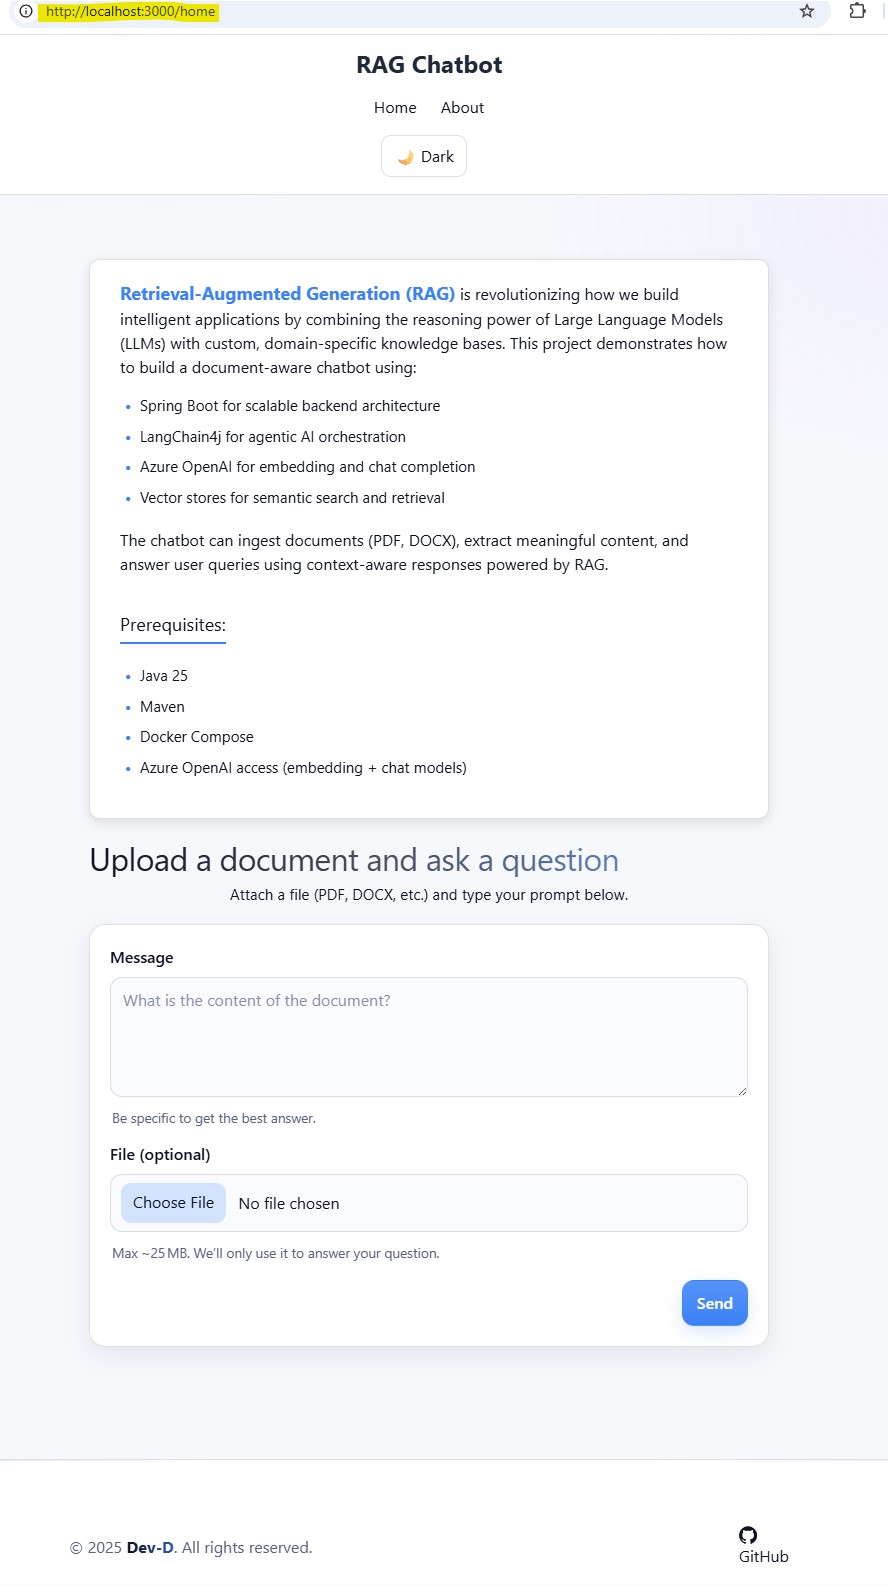 http://localhost:3000/home
RAG Chatbot
Home About
🌙 Dark
Retrieval-Augmented Generation (RAG) is revolutionizing how we build
intelligent applications by combining the reasoning power of Large Language Models
(LLMs) with custom, domain-specific knowledge bases. This project demonstrates how
to build a document-aware chatbot using:
• Spring Boot for scalable backend architecture
• LangChain4j for agentic AI orchestration
• Azure OpenAI for embedding and chat completion
• Vector stores for semantic search and retrieval
The chatbot can ingest documents (PDF, DOCX), extract meaningful content, and
answer user queries using context-aware responses powered by RAG.
Prerequisites:
• Java 25
• Maven
• Docker Compose
• Azure OpenAI access (embedding + chat models)
Upload a document and ask a question
Attach a file (PDF, DOCX, etc.) and type your prompt below.
Message
What is the content of the document?
Be specific to get the best answer.
File (optional)
Choose File No file chosen
Max ~25 MB. We’ll only use it to answer your question.
Send
© 2025 Dev-D. All rights reserved.
GitHub